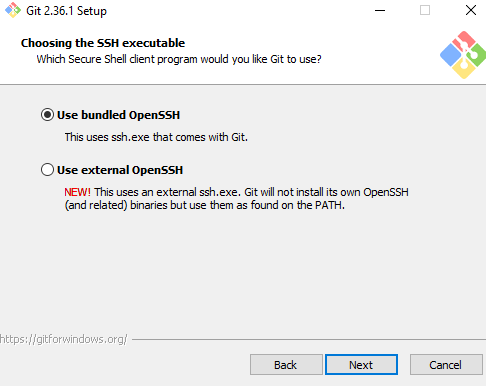 Git 2.36.1 Setup
Choosing the SSH executable
Which Secure Shell client program would you like Git to use?
Use bundled OpenSSH
This uses ssh.exe that comes with Git.
Use external OpenSSH
NEW! This uses an external ssh.exe. Git will not install its own OpenSSH
(and related) binaries but use them as found on the PATH.
https://gitforwindows.org/
Back
Next
Cancel